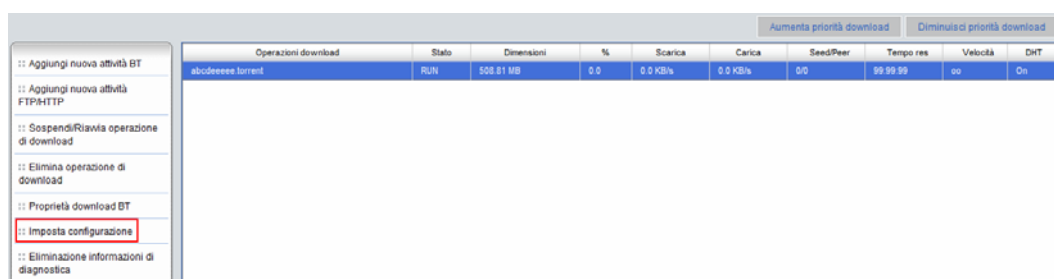 Aumenta priorità download Diminuisci priorità download
Operazioni download Stato Dimensioni % Scarica Carica Seed/Peer Tempo res Velocità DHT
abcdeeeee.torrent RUN 508.81 MB 0.0 0.0 KB/s 0.0 KB/s 0/0 99:99:99 oo On
:: Aggiungi nuova attività BT
:: Aggiungi nuova attività
FTP/HTTP
:: Sospendi/Riavvia operazione
di download
:: Elimina operazione di
download
:: Proprietà download BT
:: Imposta configurazione
:: Eliminazione informazioni di
diagnostica